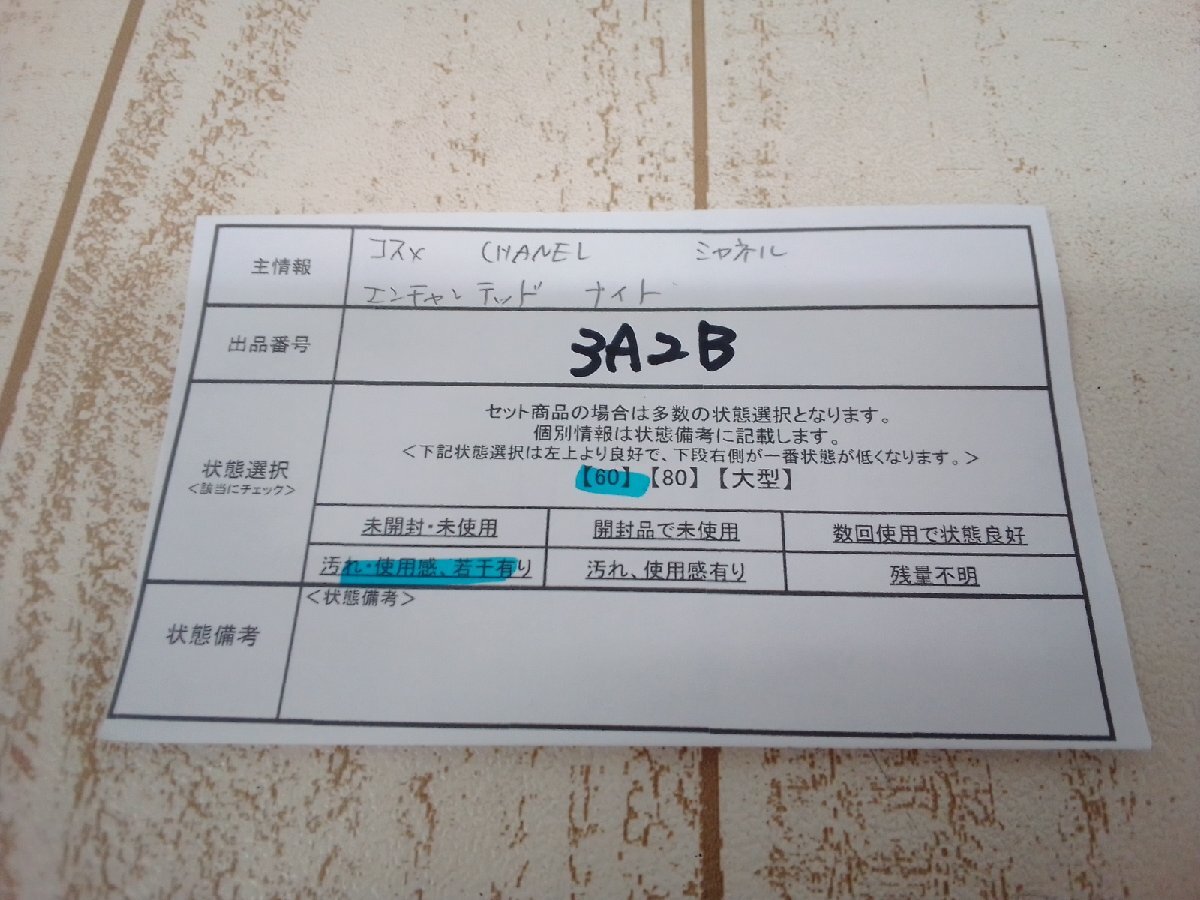 主情報
コスメ CHANEL シャネル
エンチャンテッド ナイト
出品番号
3A2B
状態選択
<該当にチェック>
セット商品の場合は多数の状態選択となります。
個別情報は状態備考に記載します。
<下記状態選択は左上より良好で、下段右側が一番状態が低くなります。>
【60】【80】【大型】
未開封・未使用 開封品で未使用 数回使用で状態良好
汚れ・使用感、若干有り 汚れ、使用感有り 残量不明
状態備考
<状態備考>